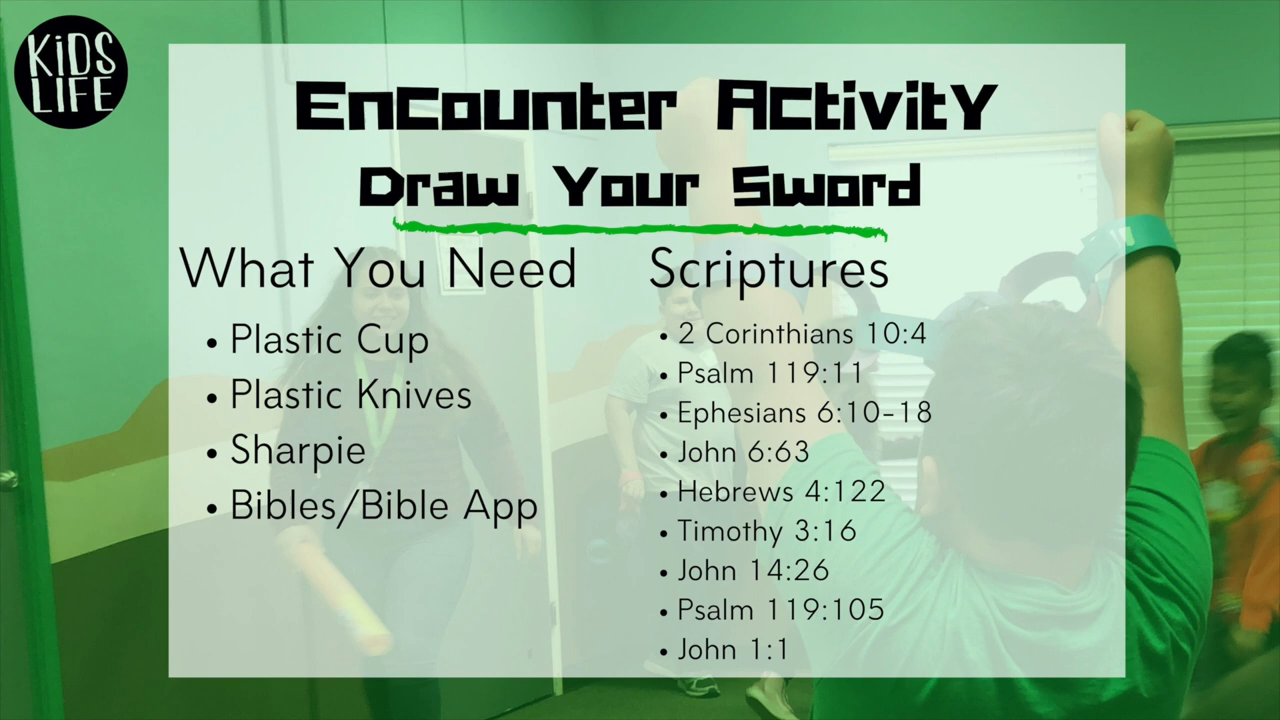 KiDS
LIFE
Encounter Activity
Draw Your Sword
What You Need
• Plastic Cup
• Plastic Knives
• Sharpie
• Bibles/Bible App
Scriptures
• 2 Corinthians 10:4
• Psalm 119:11
• Ephesians 6:10-18
• John 6:63
• Hebrews 4:122
• Timothy 3:16
• John 14:26
• Psalm 119:105
• John 1:1